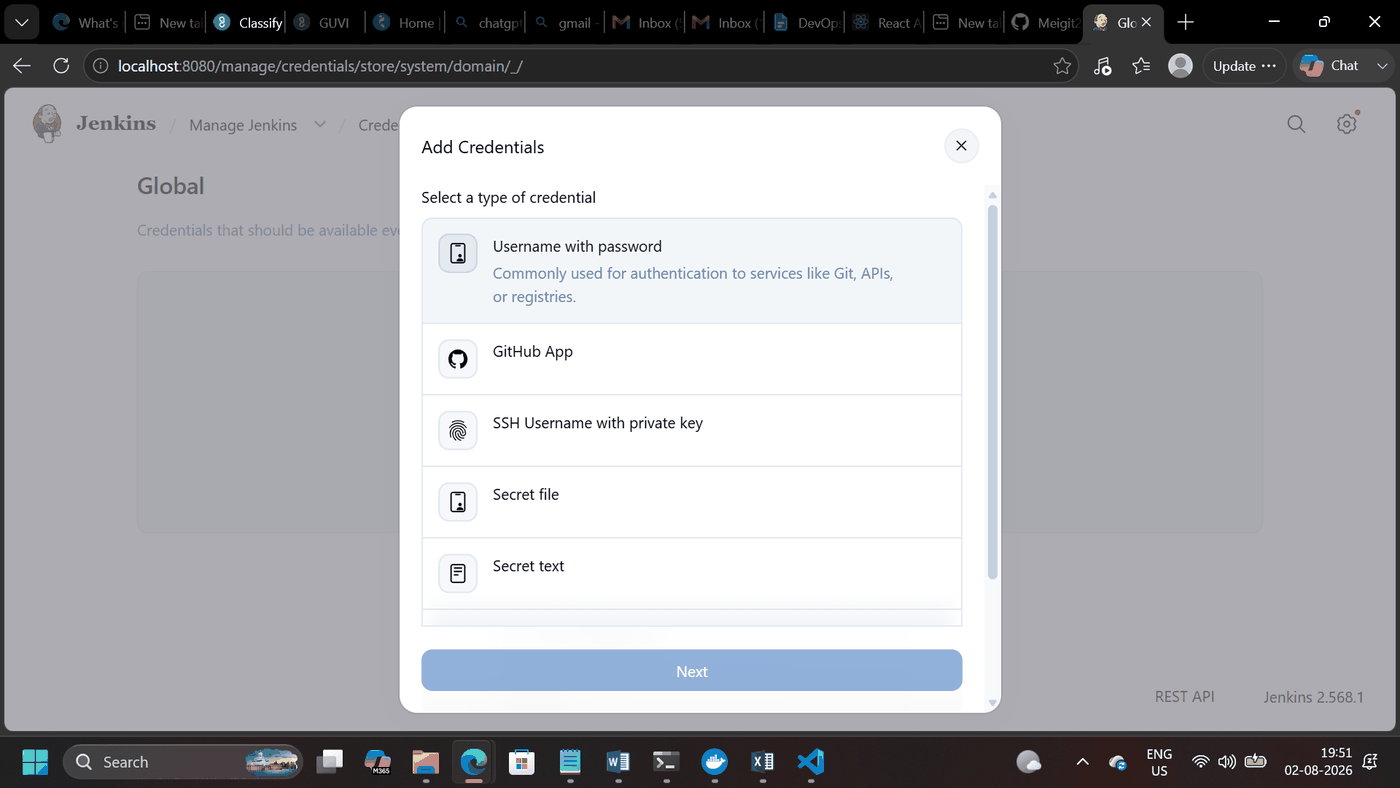 What's
New ta
Classify
GUVI
Home
chatgpt
gmail -
Inbox (
Inbox (
DevOp
React A
New ta
Meigit2
Glo
localhost:8080/manage/credentials/store/system/domain/_/
Update
Chat
Jenkins / Manage Jenkins / Crede
Global
Credentials that should be available eve
Add Credentials
Select a type of credential
Username with password
Commonly used for authentication to services like Git, APIs,
or registries.
GitHub App
SSH Username with private key
Secret file
Secret text
Next
REST API
Jenkins 2.568.1
Search
M365
ENG
US
19:51
02-08-2026